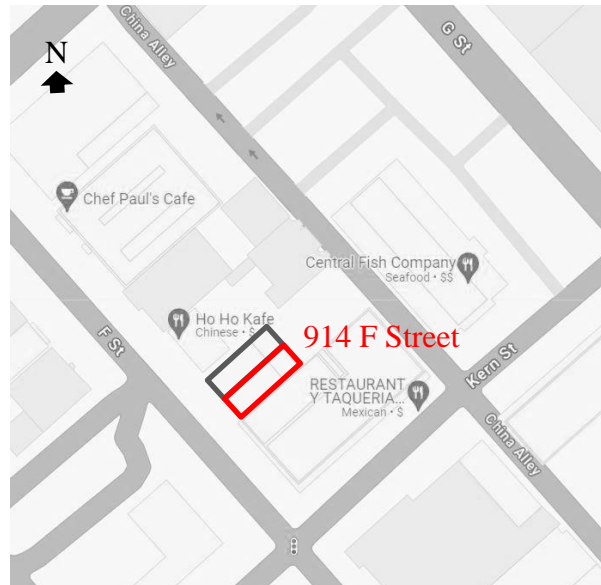 China Alley
G St
N
Chef Paul's Cafe
Central Fish Company
Seafood • $$
Ho Ho Kafe
Chinese • $
914 F Street
F St
Kern St
RESTAURANT
Y TAQUERIA...
Mexican • $
China Alley